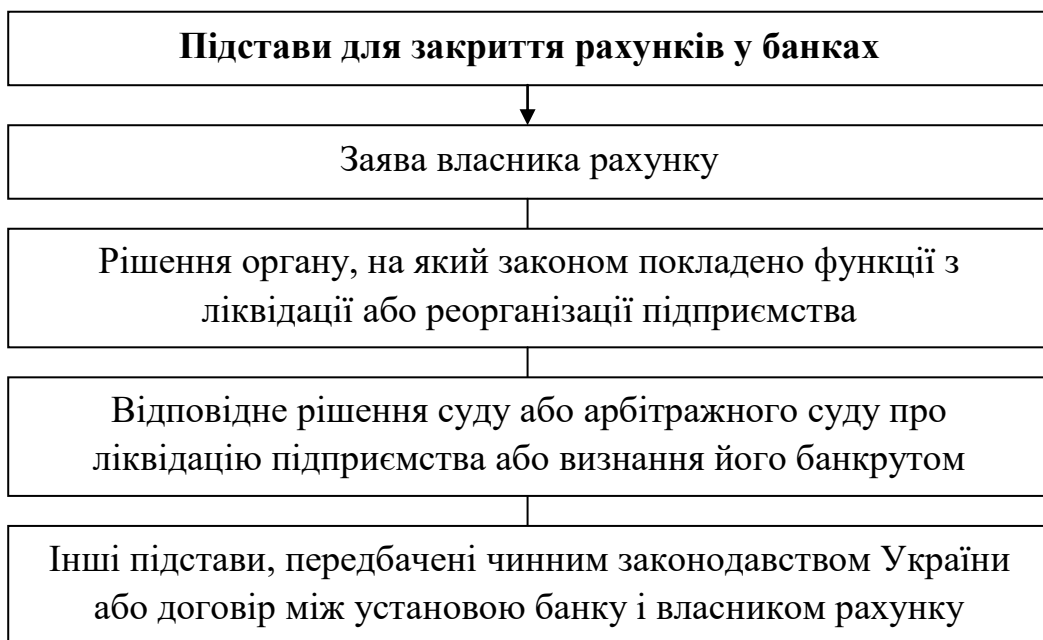 Підстави для закриття рахунків у банках
Заява власника рахунку
Рішення органу, на який законом покладено функції з
ліквідації або реорганізації підприємства
Відповідне рішення суду або арбітражного суду про
ліквідацію підприємства або визнання його банкрутом
Інші підстави, передбачені чинним законодавством України
або договір між установою банку і власником рахунку